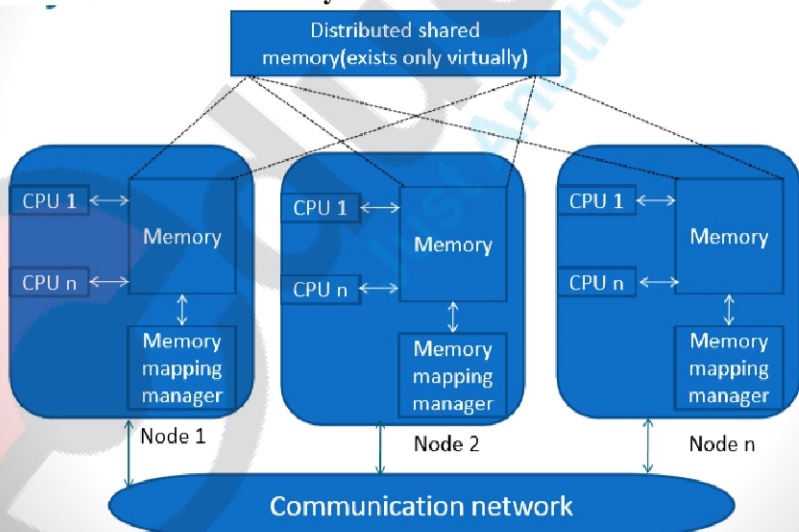 Distributed shared
memory(exists only virtually)
CPU 1
Memory
CPU n
Memory
mapping
manager
Node 1
CPU 1
Memory
CPU n
Memory
mapping
manager
Node 2
CPU 1
Memory
CPU n
Memory
mapping
manager
Node n
Communication network